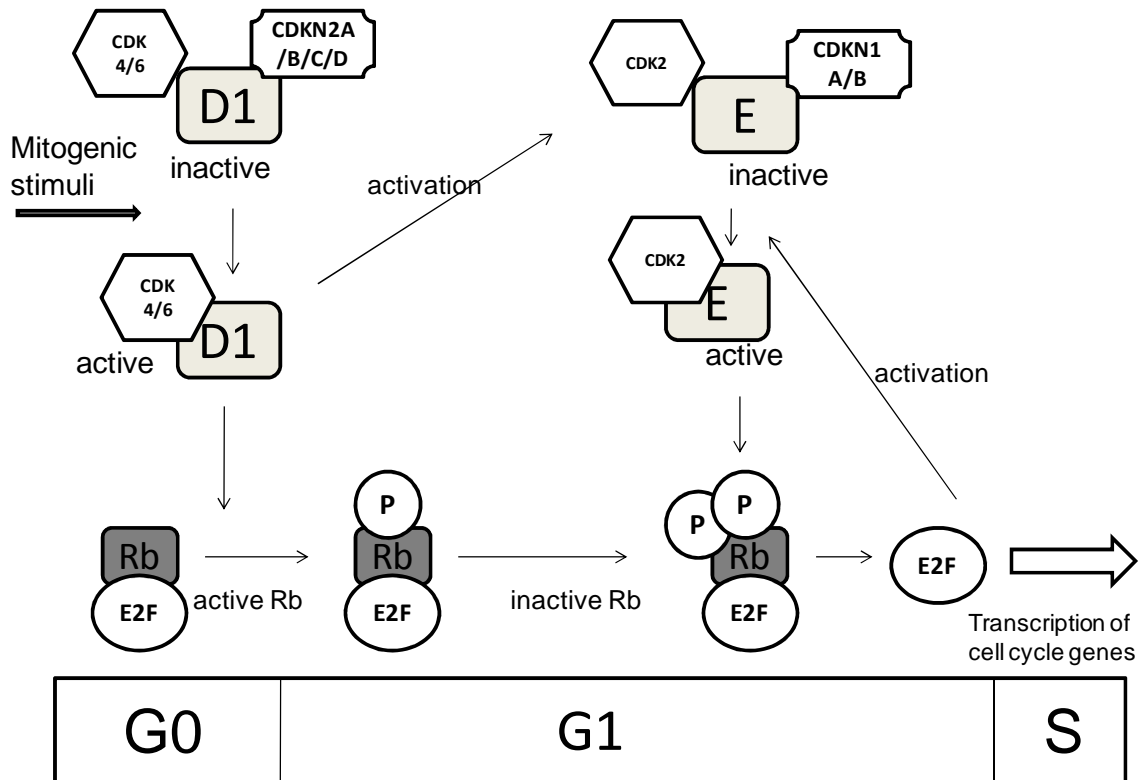 CDK
4/6
CDKN2A
/B/C/D
D1
inactive
CDK2
CDKN1
A/B
E
inactive
Mitogenic
stimuli
activation
CDK
4/6
D1
active
CDK2
E
active
activation
P
P
P
Rb
E2F
active Rb
Rb
E2F
inactive Rb
Rb
E2F
E2F
Transcription of
cell cycle genes
G0
G1
S